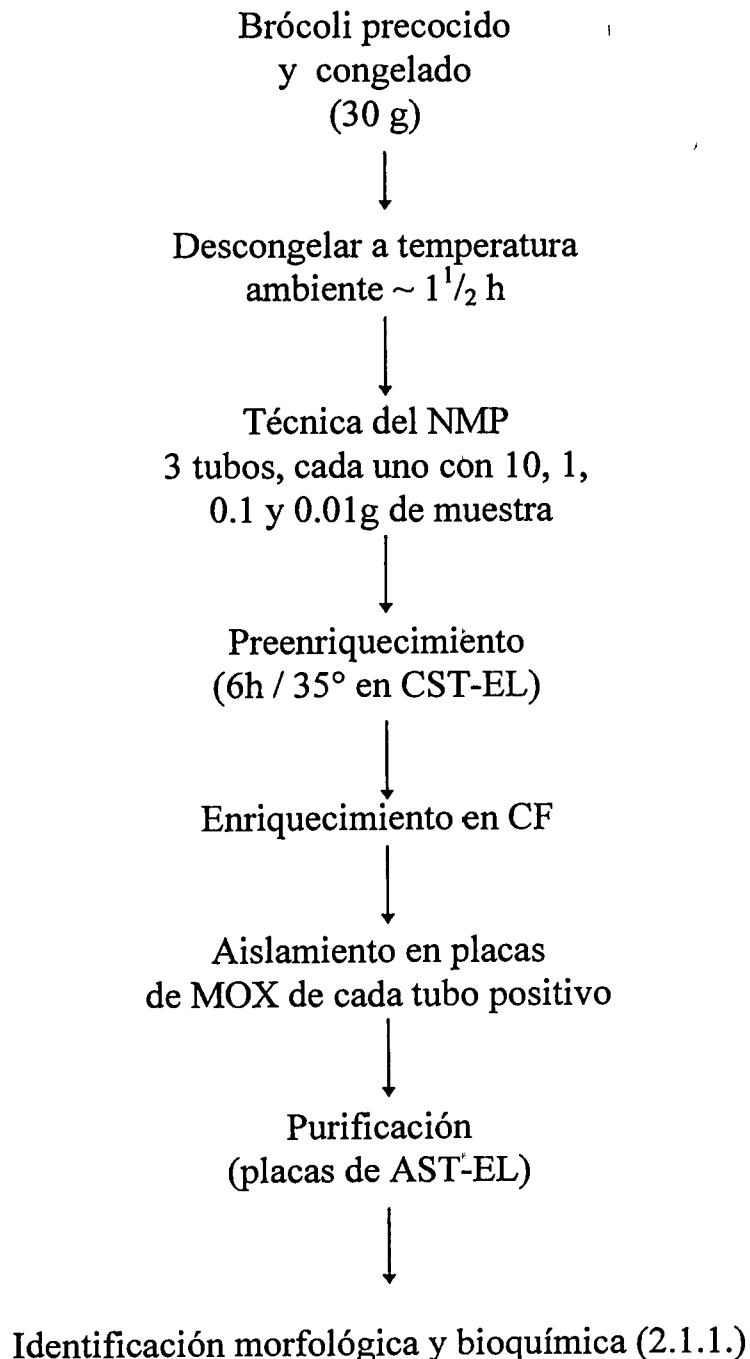 Brócoli precocido
y congelado
(30 g)
Descongelar a temperatura
ambiente ~ 1 1/2 h
Técnica del NMP
3 tubos, cada uno con 10, 1,
0.1 y 0.01g de muestra
Preenriquecimiento
(6h / 35° en CST-EL)
Enriquecimiento en CF
Aislamiento en placas
de MOX de cada tubo positivo
Purificación
(placas de AST-EL)
Identificación morfológica y bioquímica (2.1.1.)